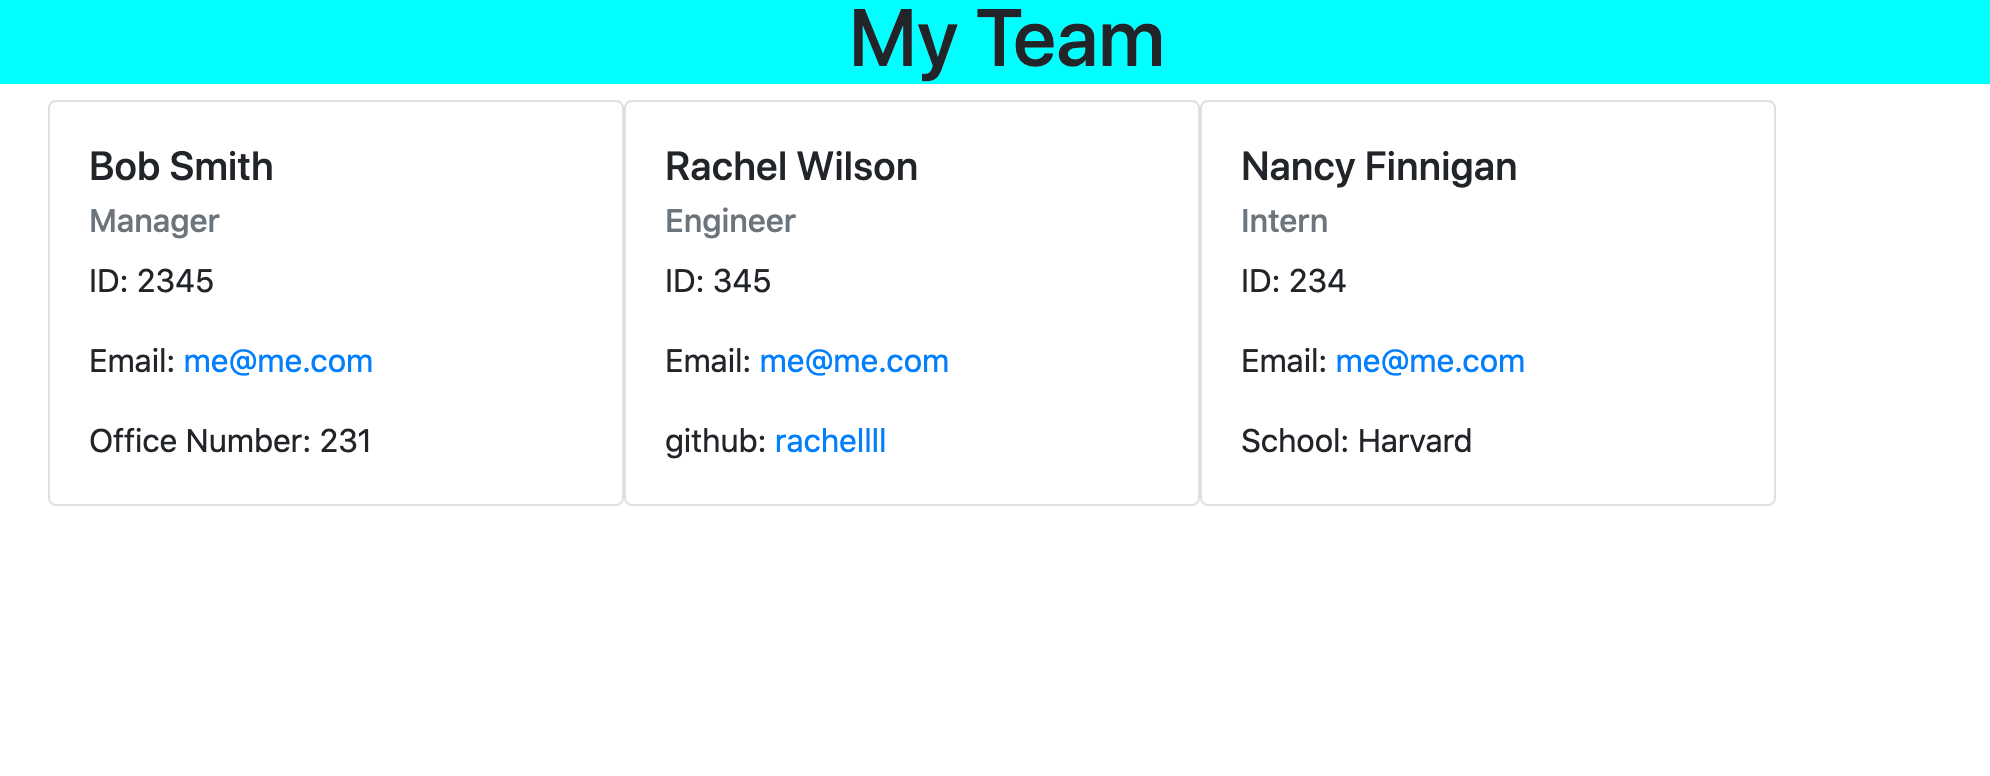 My Team
Bob Smith
Manager
ID: 2345
Email: me@me.com
Office Number: 231
Rachel Wilson
Engineer
ID: 345
Email: me@me.com
github: rachellll
Nancy Finnigan
Intern
ID: 234
Email: me@me.com
School: Harvard